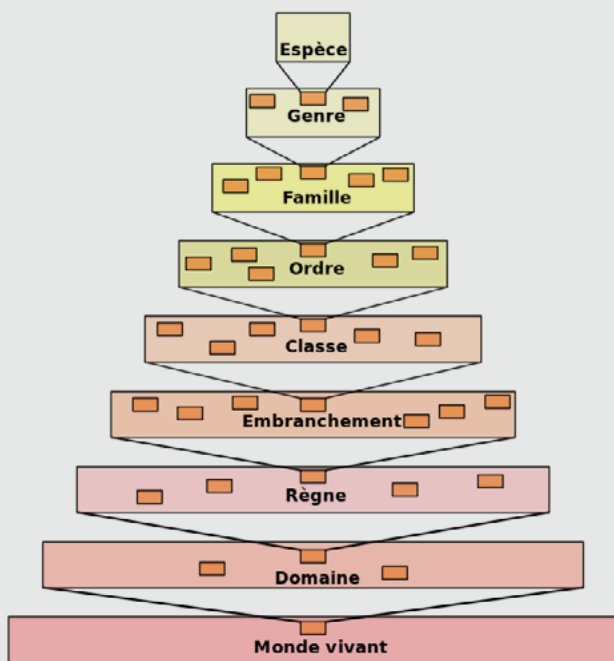 Espèce
Genre
Famille
Ordre
Classe
Embranchement
Règne
Domaine
Monde vivant